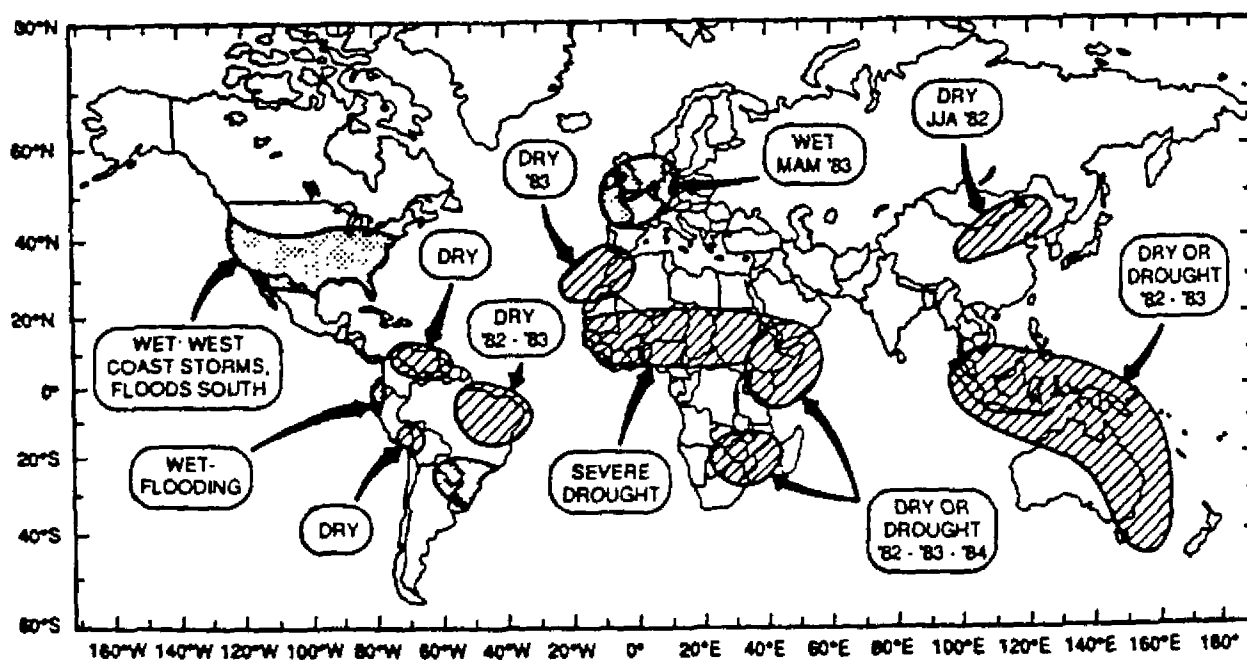 80°N
60°N
40°N
20°N
0°
20°S
40°S
60°S
DRY
'83
WET
MAM '83
DRY
JJA '82
DRY
DRY
'82 - '83
DRY OR
DROUGHT
'82 - '83
WET· WEST
COAST STORMS,
FLOODS SOUTH
WET-
FLOODING
DRY
SEVERE
DROUGHT
DRY OR
DROUGHT
'82 - '83 - '84
160°W 140°W 120°W 100°W 80°W 60°W 40°W 20°W 0° 20°E 40°E 60°E 80°E 100°E 120°E 140°E 160°E 180°